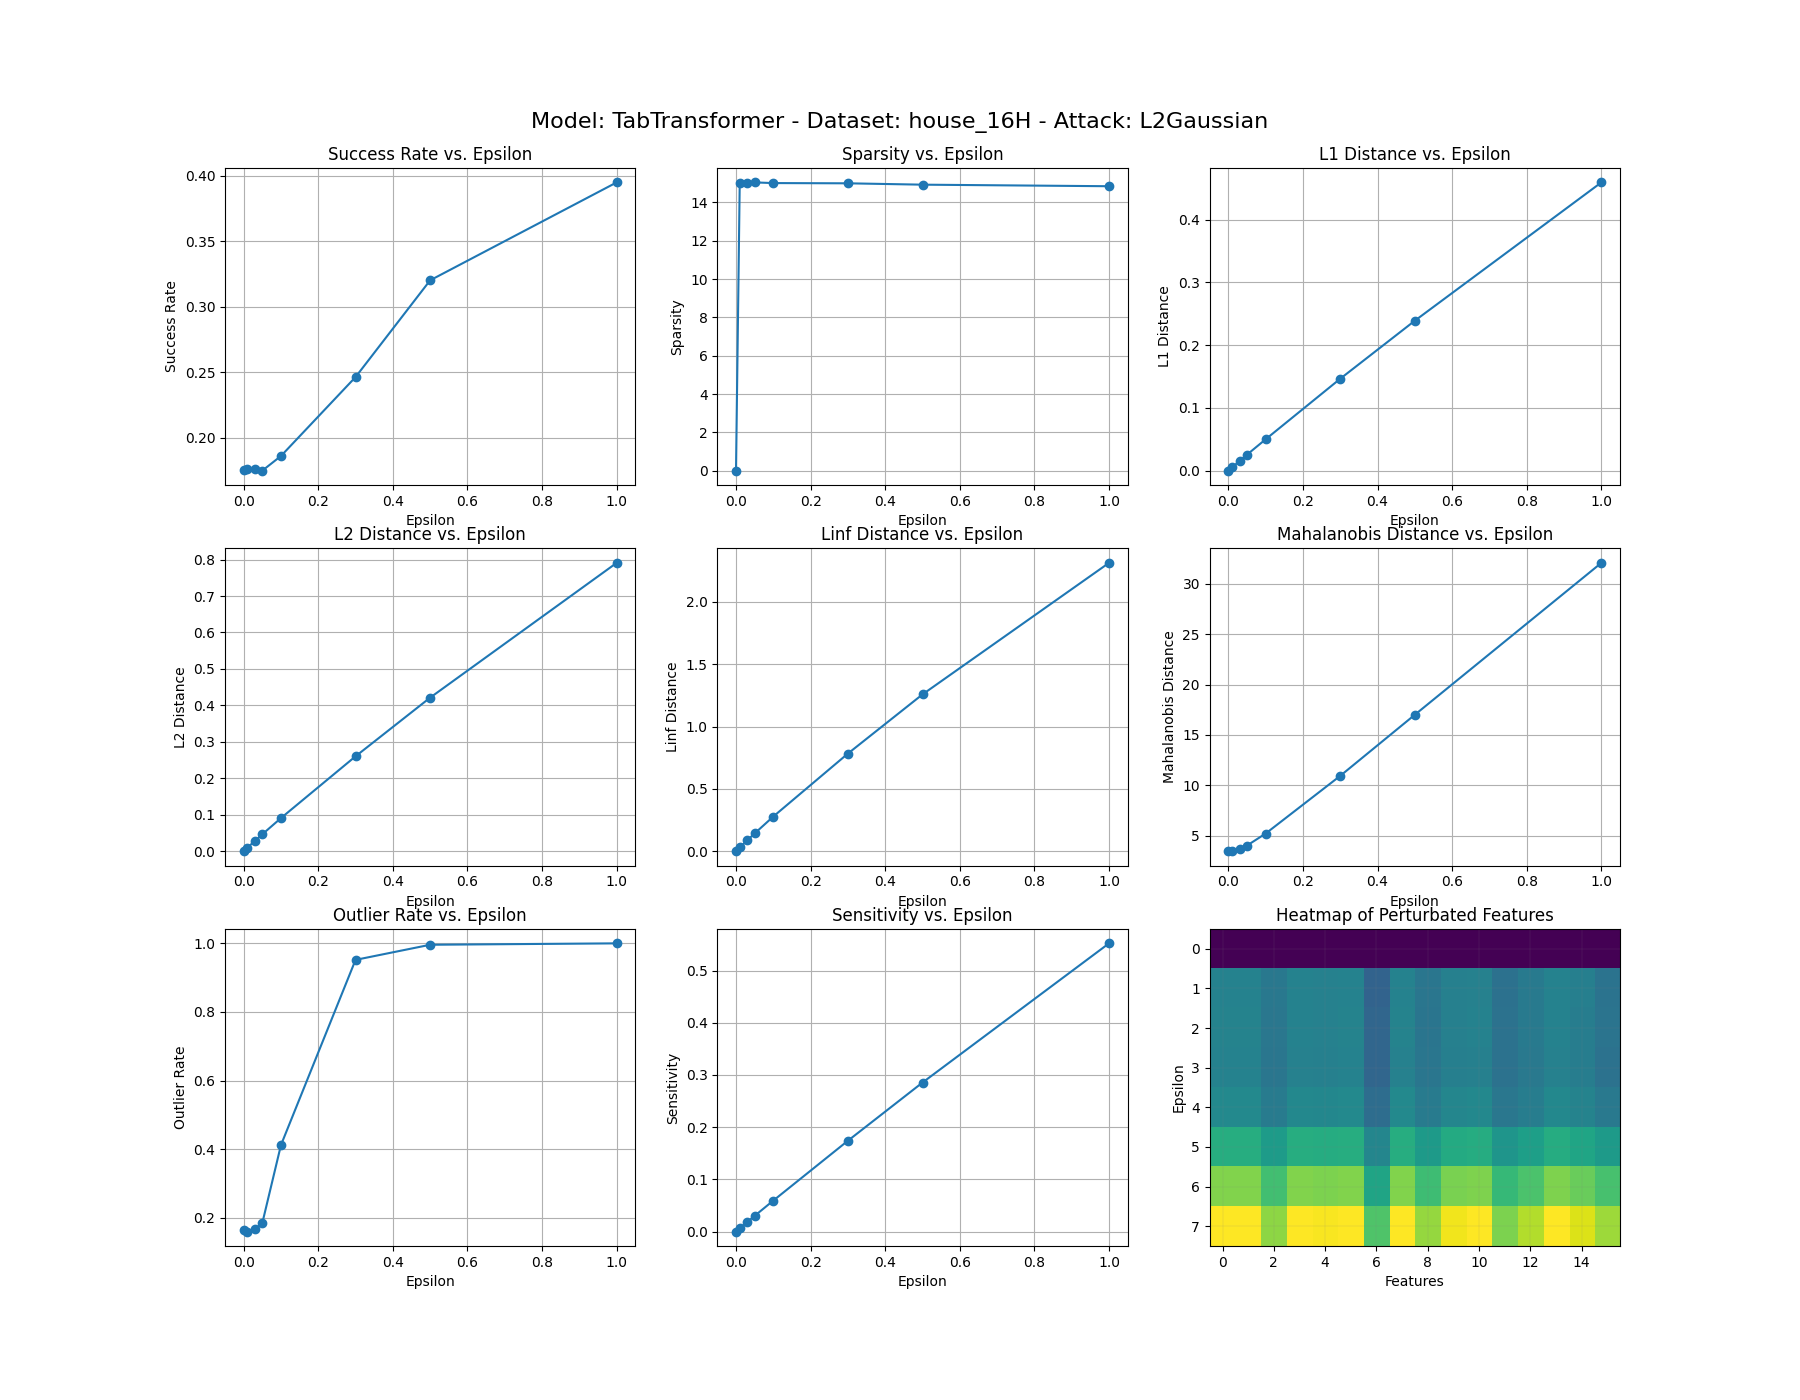 Model: TabTransformer - Dataset: house_16H - Attack: L2Gaussian
Success Rate vs. Epsilon
Success Rate
0.40
0.35
0.30
0.25
0.20
0.0 0.2 0.4 0.6 0.8 1.0
Epsilon
Sparsity vs. Epsilon
Sparsity
14
12
10
8
6
4
2
0
0.0 0.2 0.4 0.6 0.8 1.0
Epsilon
L1 Distance vs. Epsilon
L1 Distance
0.4
0.3
0.2
0.1
0.0
0.0 0.2 0.4 0.6 0.8 1.0
Epsilon
L2 Distance vs. Epsilon
L2 Distance
0.8
0.7
0.6
0.5
0.4
0.3
0.2
0.1
0.0
0.0 0.2 0.4 0.6 0.8 1.0
Epsilon
Linf Distance vs. Epsilon
Linf Distance
2.0
1.5
1.0
0.5
0.0
0.0 0.2 0.4 0.6 0.8 1.0
Epsilon
Mahalanobis Distance vs. Epsilon
Mahalanobis Distance
30
25
20
15
10
5
0.0 0.2 0.4 0.6 0.8 1.0
Epsilon
Outlier Rate vs. Epsilon
Outlier Rate
1.0
0.8
0.6
0.4
0.2
0.0 0.2 0.4 0.6 0.8 1.0
Epsilon
Sensitivity vs. Epsilon
Sensitivity
0.5
0.4
0.3
0.2
0.1
0.0
0.0 0.2 0.4 0.6 0.8 1.0
Epsilon
Heatmap of Perturbated Features
Epsilon
0
1
2
3
4
5
6
7
0 2 4 6 8 10 12 14
Features